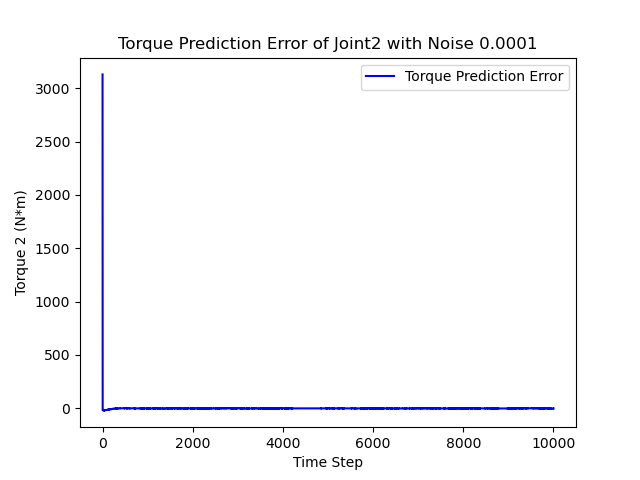 Torque Prediction Error of Joint2 with Noise 0.0001
Torque Prediction Error
3000
2500
2000
1500
1000
500
0
Torque 2 (N*m)
0 2000 4000 6000 8000 10000
Time Step